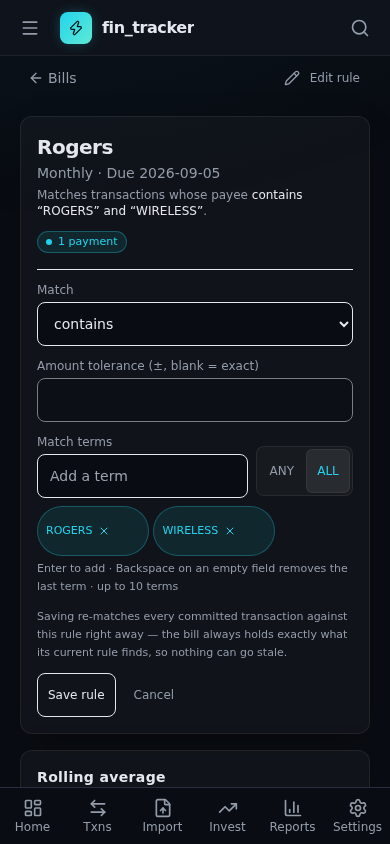 fin_tracker
Bills
Edit rule
Rogers
Monthly · Due 2026-09-05
Matches transactions whose payee contains
“ROGERS” and “WIRELESS”.
1 payment
Match
contains
Amount tolerance (±, blank = exact)
Match terms
Add a term
ANY
ALL
ROGERS
WIRELESS
Enter to add · Backspace on an empty field removes the
last term · up to 10 terms
Saving re-matches every committed transaction against
this rule right away — the bill always holds exactly what
its current rule finds, so nothing can go stale.
Save rule
Cancel
Rolling average
Home
Txns
Import
Invest
Reports
Settings